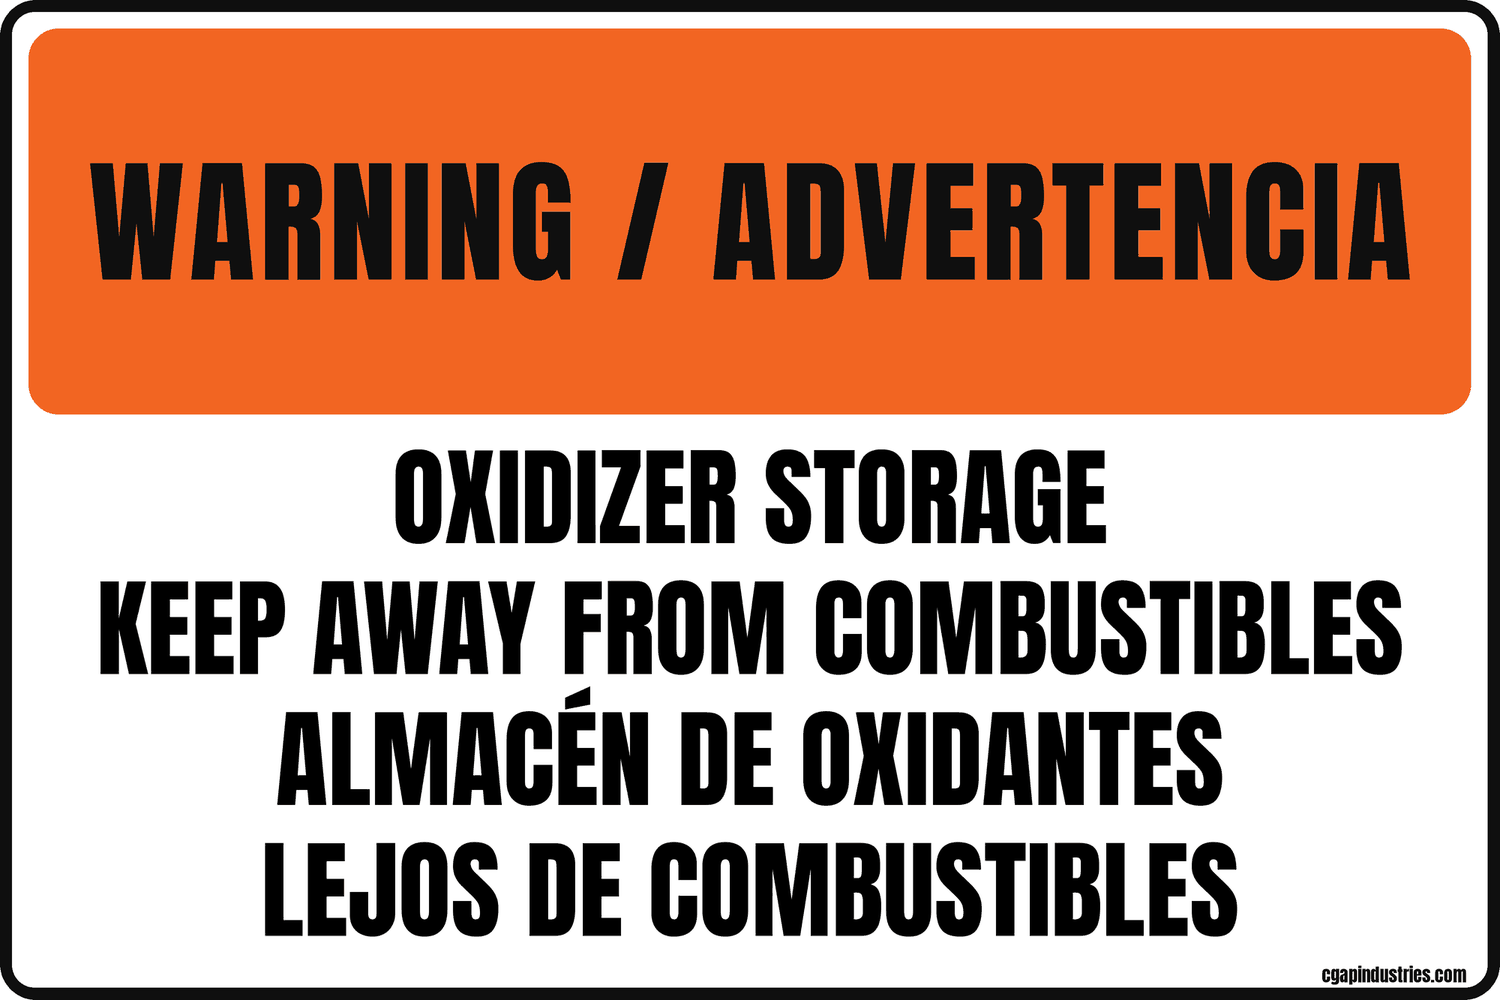 WARNING / ADVERTENCIA
OXIDIZER STORAGE
KEEP AWAY FROM COMBUSTIBLES
ALMACÉN DE OXIDANTES
LEJOS DE COMBUSTIBLES
cgapindustries.com